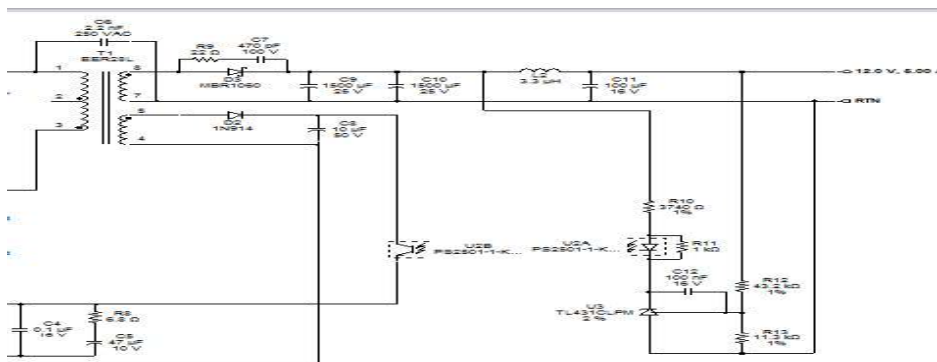 C6
2.2 nF
250 VAC
T1
EER28L
1
2
3
8
7
5
4
R9
22 Ω
C7
470 pF
100 V
D3
MBR1060
D2
1N914
C9
1500 µF
25 V
C10
1500 µF
25 V
L2
3.3 µH
C11
100 µF
16 V
12.0 V, 5.00
RTN
10 µF
50 V
R10
3740 Ω
1%
U2B
PS2501-1-K...
U2A
PS2501-1-K...
R11
1 kΩ
C12
100 nF
16 V
R12
43.2 kΩ
1%
U3
TL431CLPM
2 %
R13
11.3 kΩ
1%
C4
0.1 µF
16 V
6.8 Ω
C5
47 µF
10 V